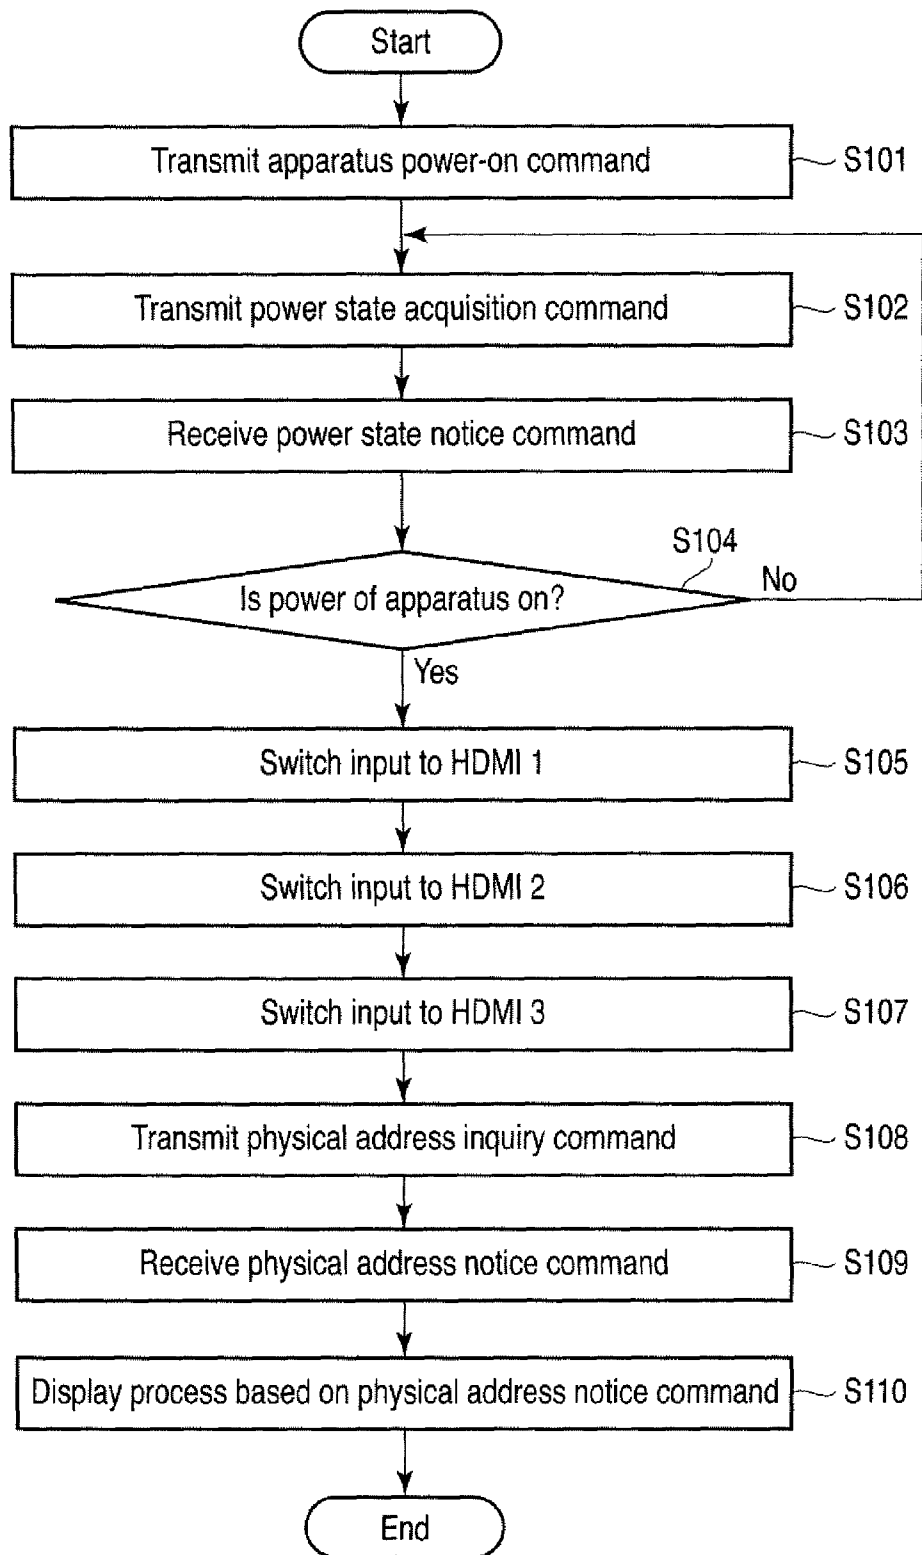 Start
Transmit apparatus power-on command
S101
Transmit power state acquisition command
S102
Receive power state notice command
S103
S104
Is power of apparatus on?
No
Yes
Switch input to HDMI 1
S105
Switch input to HDMI 2
S106
Switch input to HDMI 3
S107
Transmit physical address inquiry command
S108
Receive physical address notice command
S109
Display process based on physical address notice command
S110
End